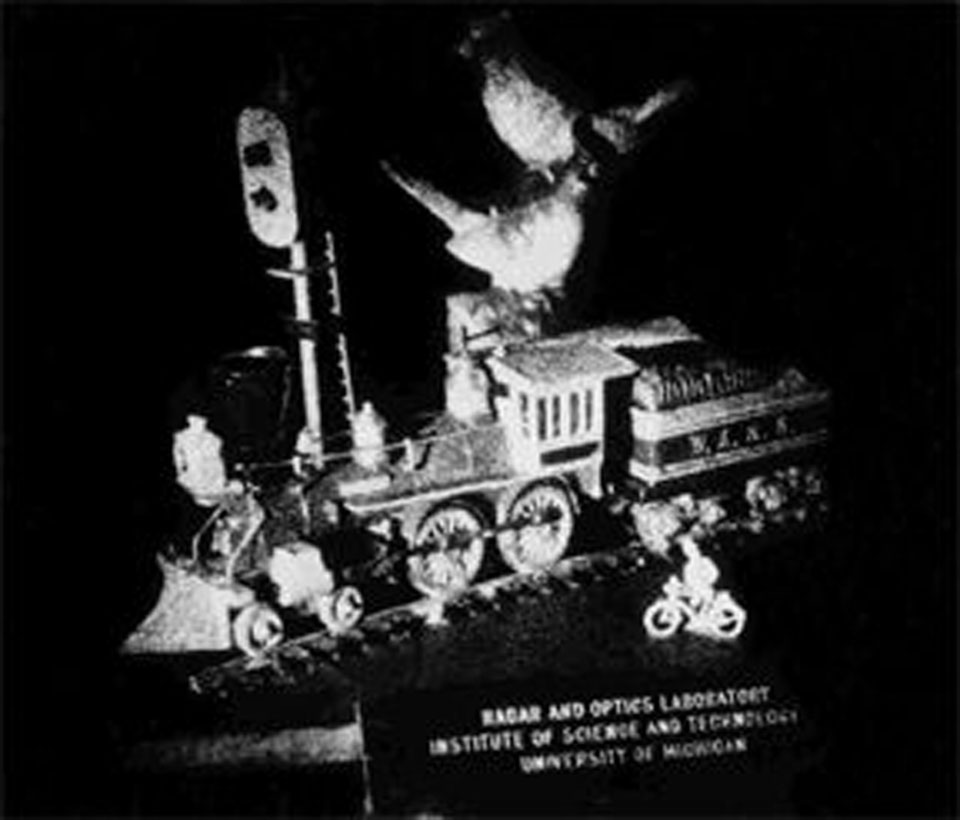 RADAR AND OPTICS LABORATORY
INSTITUTE OF SCIENCE AND TECHNOLOGY
UNIVERSITY OF MICHIGAN